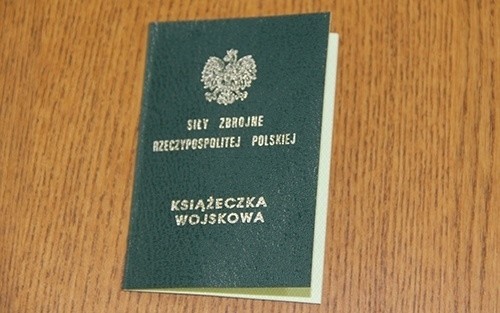 SIŁY ZBROJNE
RZECZYPOSPOLITEJ POLSKIEJ
KSIĄŻECZKA
WOJSKOWA